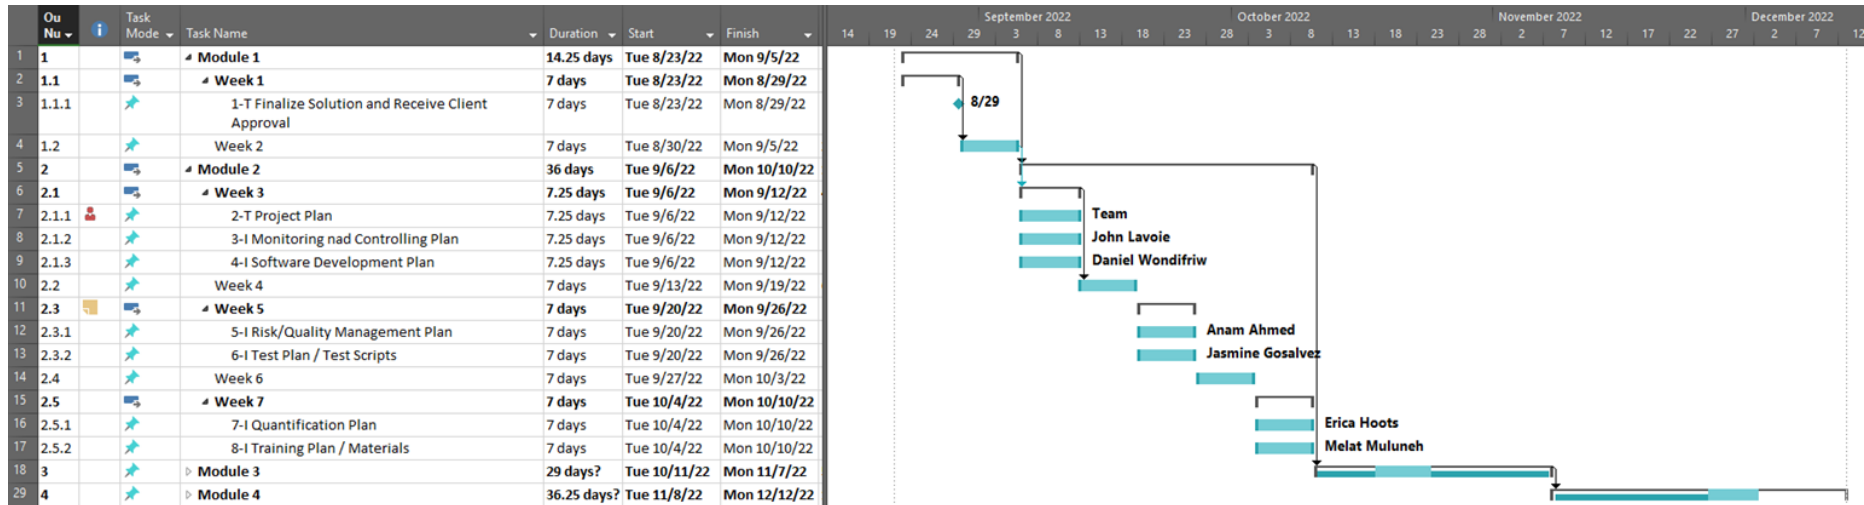 Ou Nu Task Mode Task Name Duration Start Finish
September 2022 October 2022 November 2022 December 2022
14 19 24 29 3 8 13 18 23 28 3 8 13 18 23 28 2 7 12 17 22 27 2 7 12
1 1 Module 1 14.25 days Tue 8/23/22 Mon 9/5/22
2 1.1 Week 1 7 days Tue 8/23/22 Mon 8/29/22
3 1.1.1 1-T Finalize Solution and Receive Client 7 days Tue 8/23/22 Mon 8/29/22 8/29
Approval
4 1.2 Week 2 7 days Tue 8/30/22 Mon 9/5/22
5 2 Module 2 36 days Tue 9/6/22 Mon 10/10/22
6 2.1 Week 3 7.25 days Tue 9/6/22 Mon 9/12/22
7 2.1.1 2-T Project Plan 7.25 days Tue 9/6/22 Mon 9/12/22 Team
8 2.1.2 3-I Monitoring nad Controlling Plan 7.25 days Tue 9/6/22 Mon 9/12/22 John Lavoie
9 2.1.3 4-I Software Development Plan 7.25 days Tue 9/6/22 Mon 9/12/22 Daniel Wondifriw
10 2.2 Week 4 7 days Tue 9/13/22 Mon 9/19/22
11 2.3 Week 5 7 days Tue 9/20/22 Mon 9/26/22
12 2.3.1 5-I Risk/Quality Management Plan 7 days Tue 9/20/22 Mon 9/26/22 Anam Ahmed
13 2.3.2 6-I Test Plan / Test Scripts 7 days Tue 9/20/22 Mon 9/26/22 Jasmine Gosalvez
14 2.4 Week 6 7 days Tue 9/27/22 Mon 10/3/22
15 2.5 Week 7 7 days Tue 10/4/22 Mon 10/10/22
16 2.5.1 7-I Quantification Plan 7 days Tue 10/4/22 Mon 10/10/22 Erica Hoots
17 2.5.2 8-I Training Plan / Materials 7 days Tue 10/4/22 Mon 10/10/22 Melat Muluneh
18 3 Module 3 29 days? Tue 10/11/22 Mon 11/7/22
29 4 Module 4 36.25 days? Tue 11/8/22 Mon 12/12/22